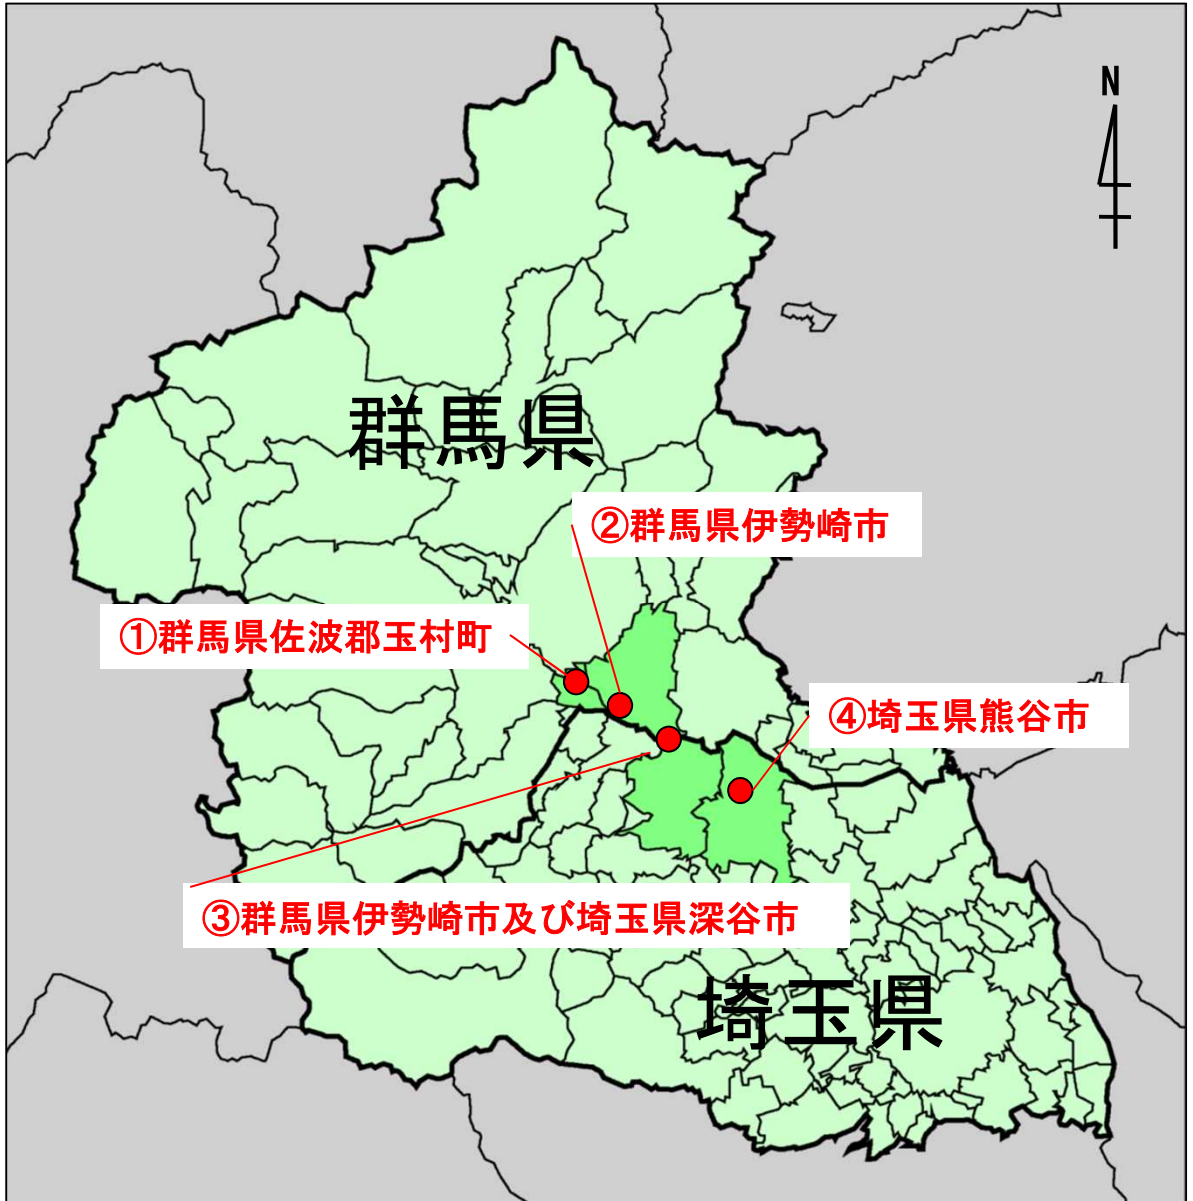 N
群馬県
②群馬県伊勢崎市
①群馬県佐波郡玉村町
④埼玉県熊谷市
③群馬県伊勢崎市及び埼玉県深谷市
埼玉県